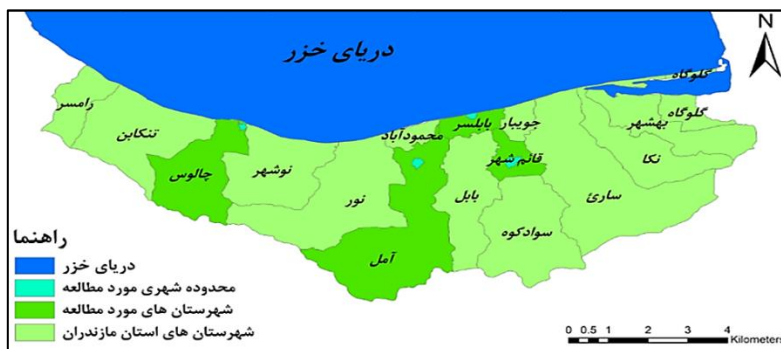 دریای خزر
N
گلوگاه
رامسر
تنکابن
چالوس
نوشهر
نور
محمودآباد
آمل
بابلسر
بابل
جویبار
قائم شهر
سوادکوه
ساری
بهشهر
گلوگاه
نکا
راهنما
دریای خزر
محدوده شهری مورد مطالعه
شهرستان های مورد مطالعه
شهرستان های استان مازندران
0 0.5 1 2 3 4
Kilometers